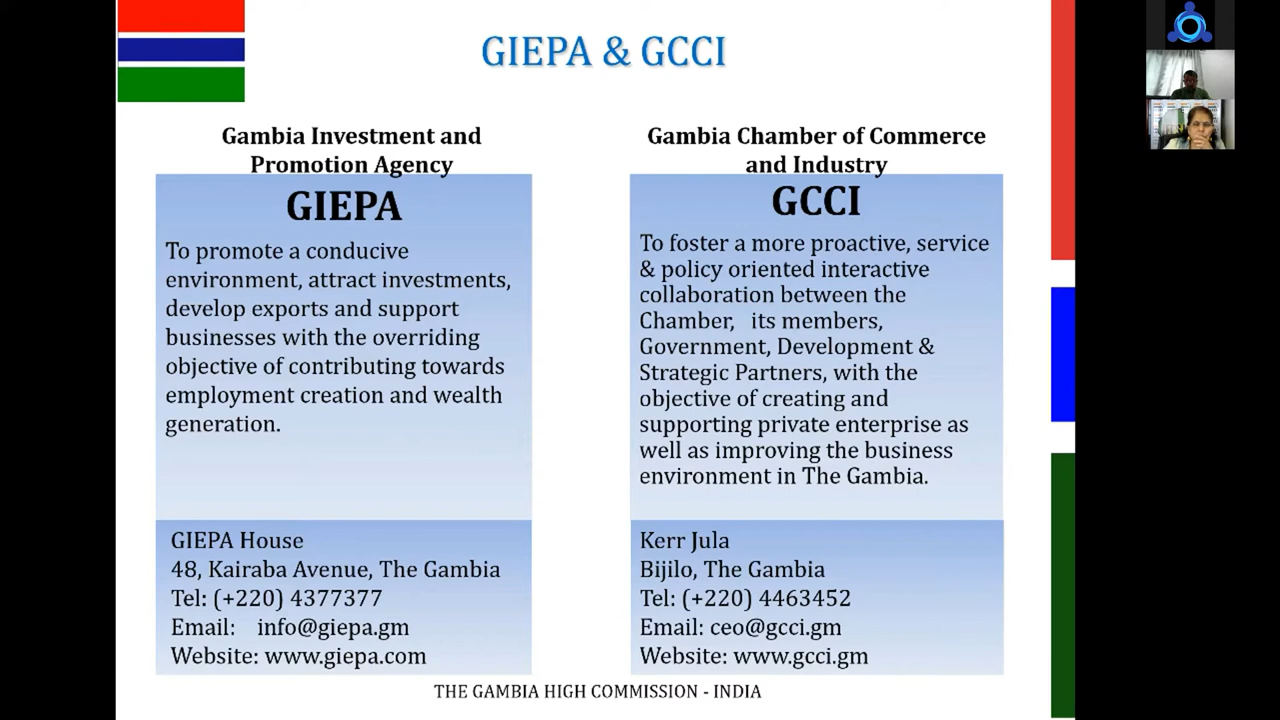 GIEPA & GCCI
Gambia Investment and
Promotion Agency
GIEPA
To promote a conducive
environment, attract investments,
develop exports and support
businesses with the overriding
objective of contributing towards
employment creation and wealth
generation.
GIEPA House
48, Kairaba Avenue, The Gambia
Tel: (+220) 4377377
Email: info@giepa.gm
Website: www.giepa.com
Gambia Chamber of Commerce
and Industry
GCCI
To foster a more proactive, service
& policy oriented interactive
collaboration between the
Chamber, its members,
Government, Development &
Strategic Partners, with the
objective of creating and
supporting private enterprise as
well as improving the business
environment in The Gambia.
Kerr Jula
Bijilo, The Gambia
Tel: (+220) 4463452
Email: ceo@gcci.gm
Website: www.gcci.gm
THE GAMBIA HIGH COMMISSION - INDIA